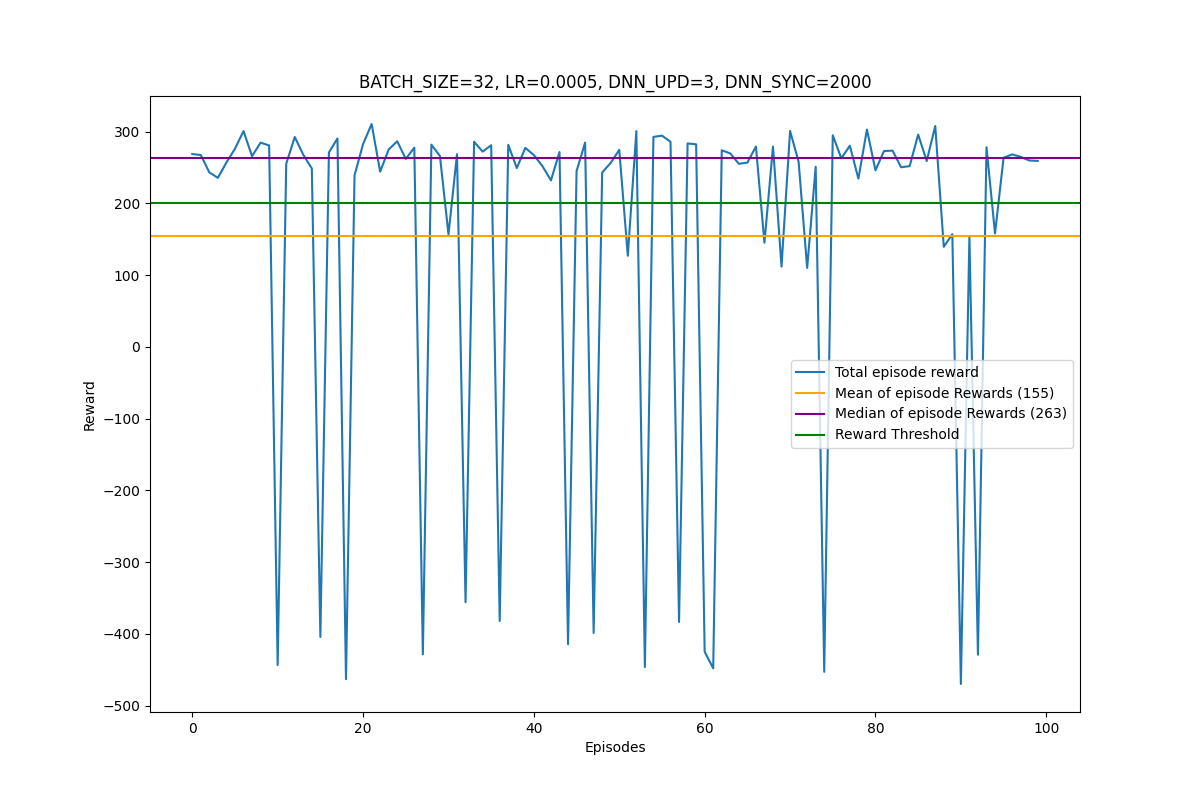 BATCH_SIZE=32, LR=0.0005, DNN_UPD=3, DNN_SYNC=2000
300
200
100
0
−100
−200
−300
−400
−500
Reward
Total episode reward
Mean of episode Rewards (155)
Median of episode Rewards (263)
Reward Threshold
0 20 40 60 80 100
Episodes